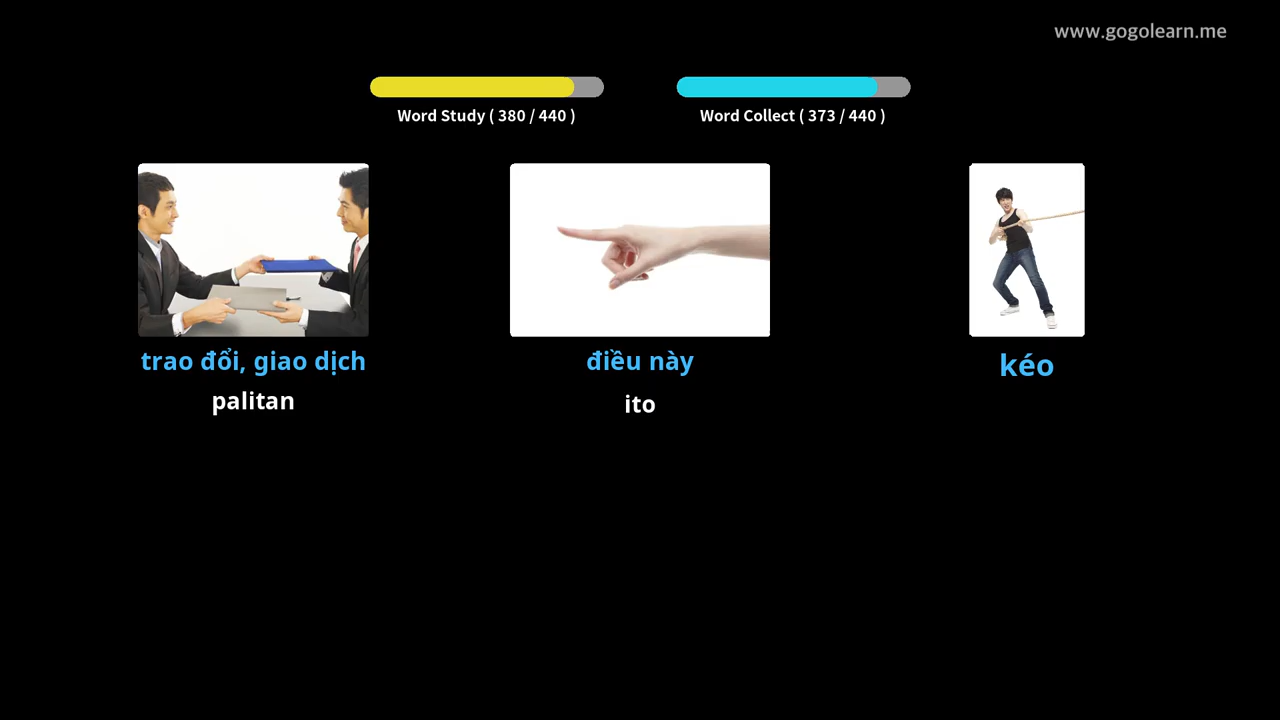 www.gogolearn.me
Word Study ( 380 / 440 )
Word Collect ( 373 / 440 )
trao đổi, giao dịch
palitan
điều này
ito
kéo